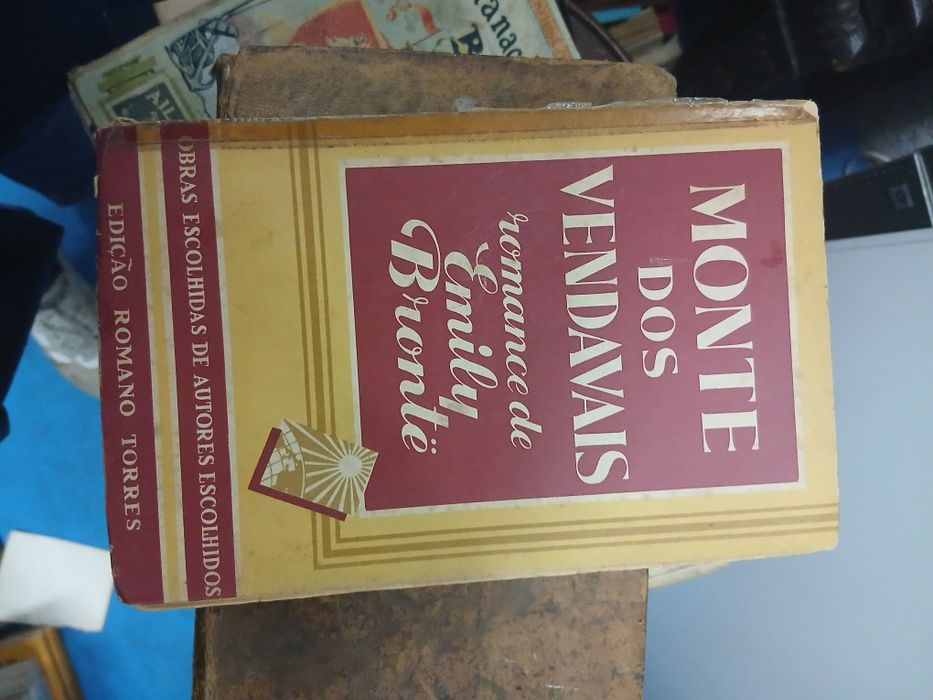 MONTE
DOS
VENDAVAIS
romance de
Emily
Brontë
OBRAS ESCOLHIDAS DE AUTORES ESCOLHIDOS
EDIÇÃO ROMANO TORRES